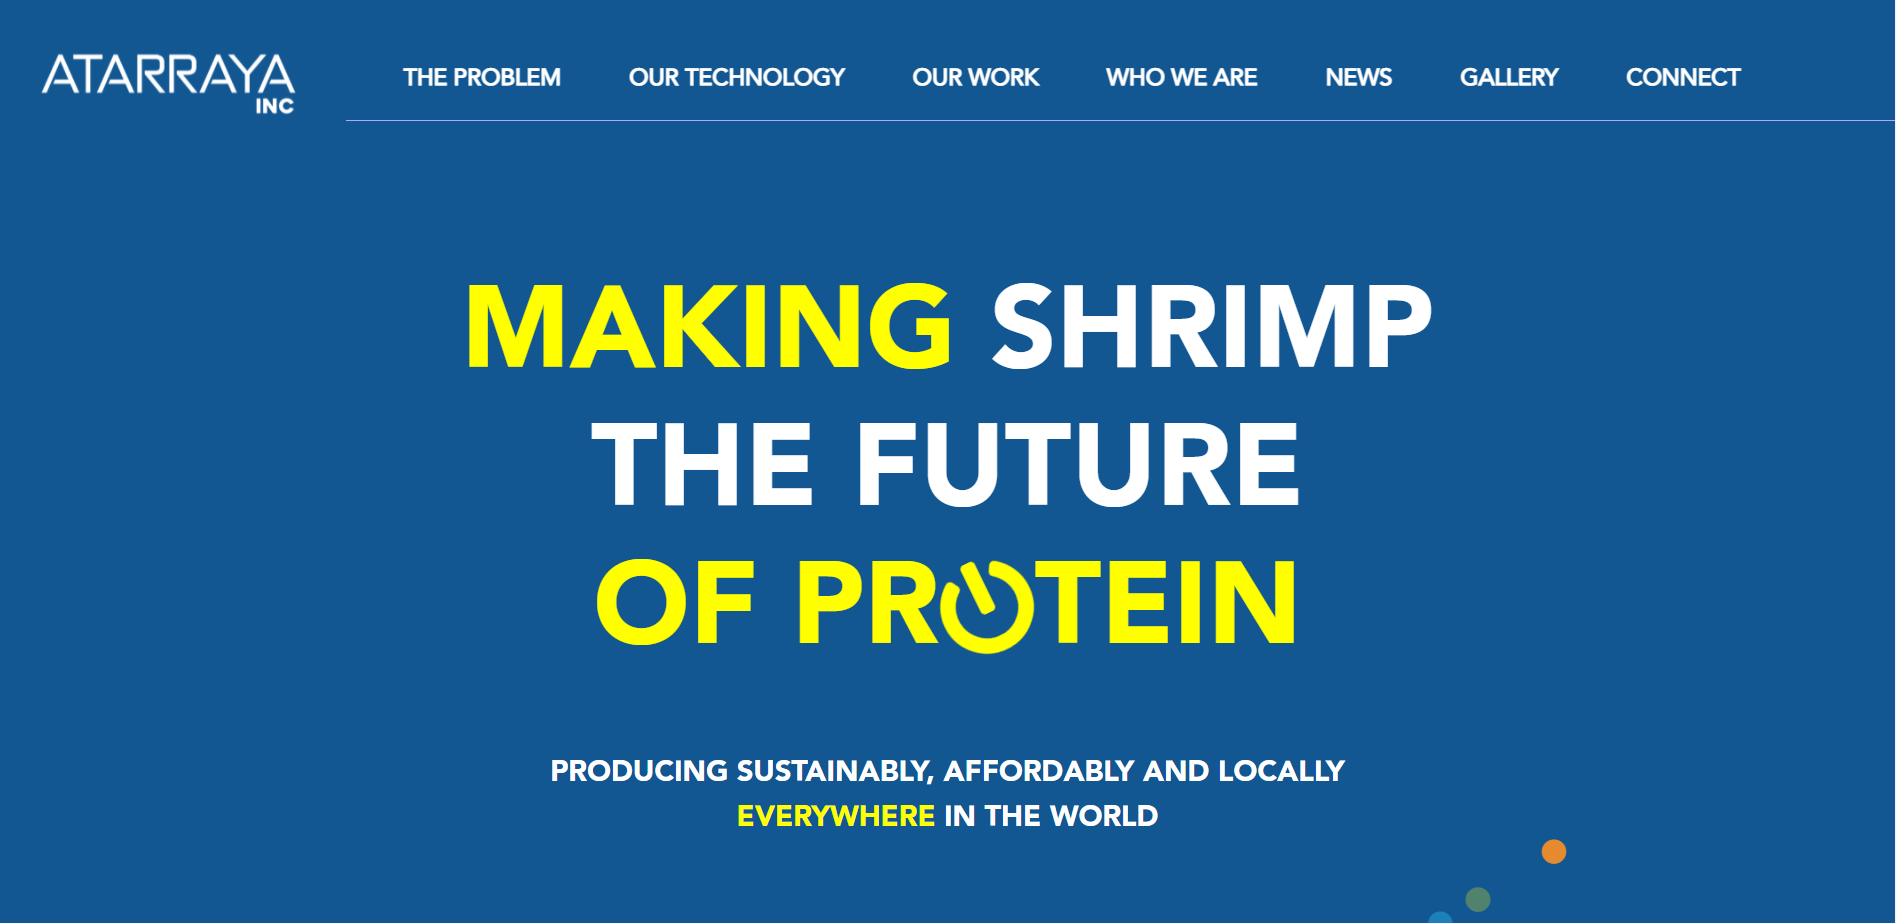 ATARRAYA
INC
THE PROBLEM OUR TECHNOLOGY OUR WORK WHO WE ARE NEWS GALLERY CONNECT
MAKING SHRIMP
THE FUTURE
OF PROTEIN
PRODUCING SUSTAINABLY, AFFORDABLY AND LOCALLY
EVERYWHERE IN THE WORLD